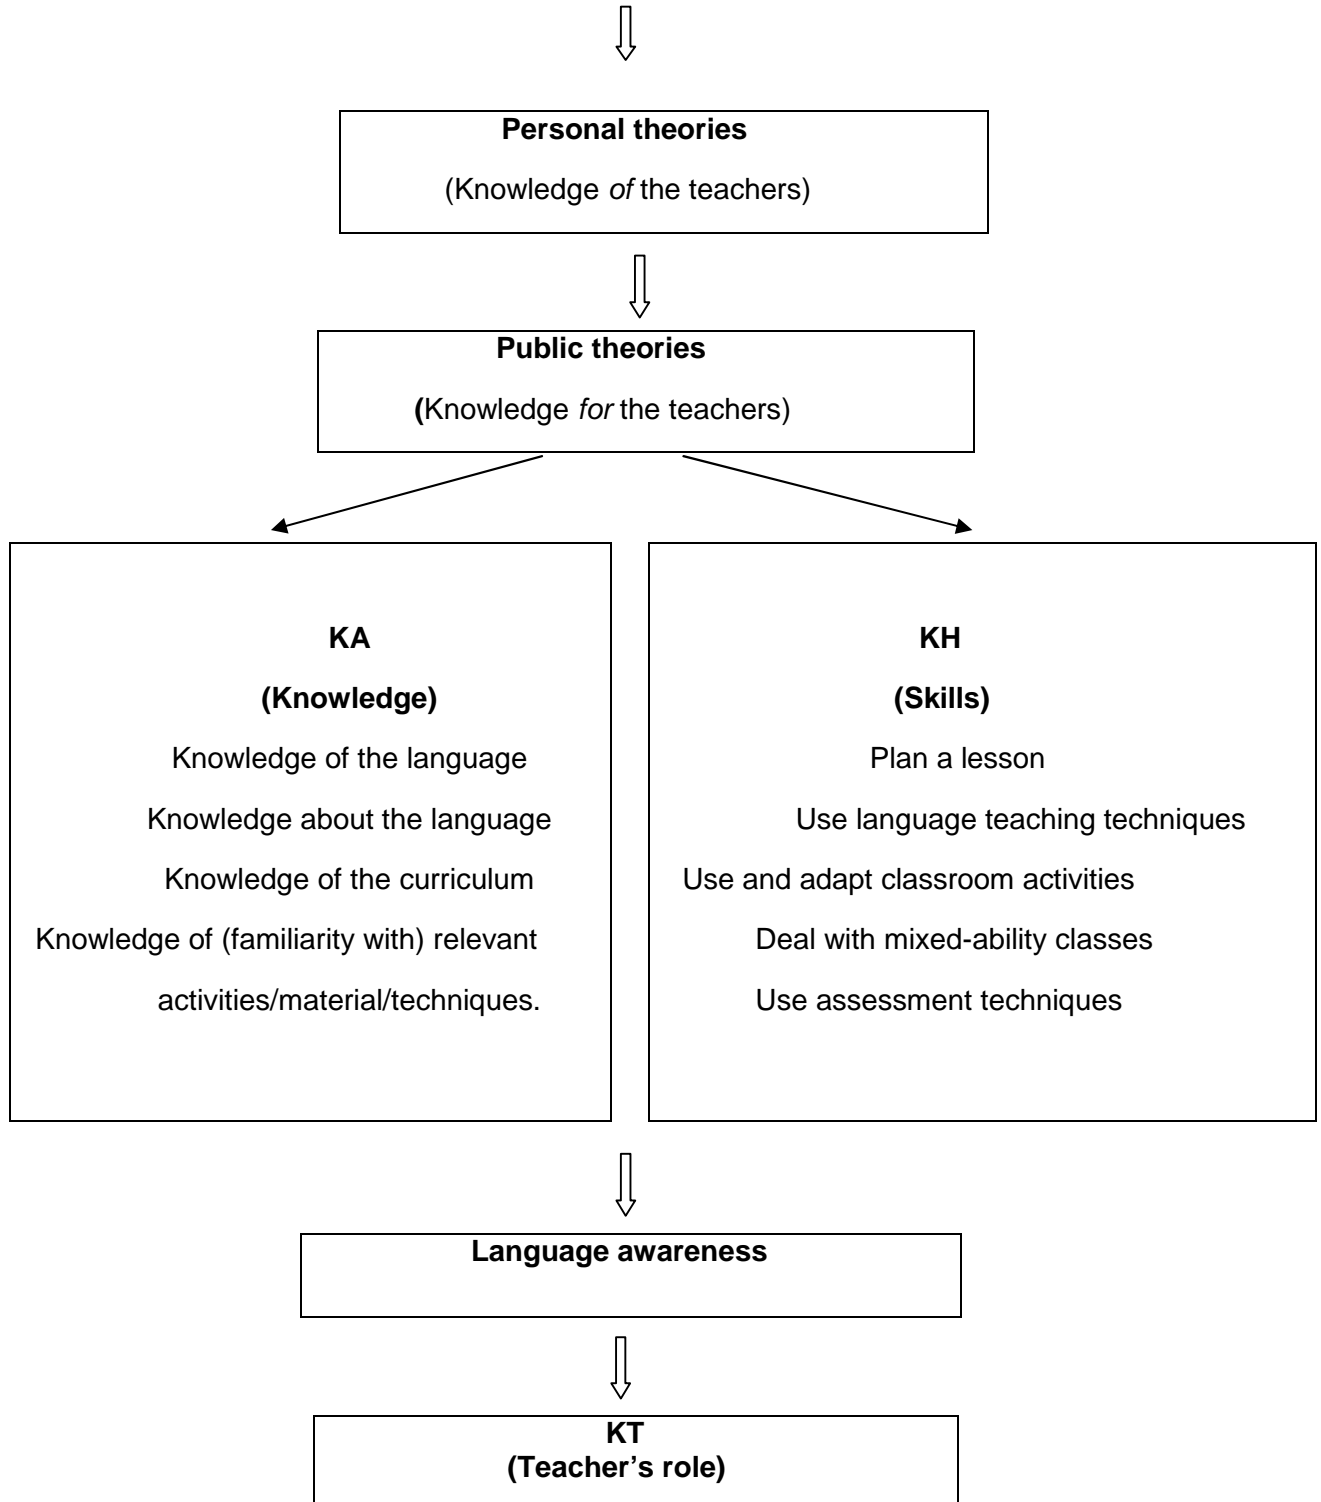 Personal theories
(Knowledge of the teachers)
Public theories
(Knowledge for the teachers)
KA
(Knowledge)
Knowledge of the language
Knowledge about the language
Knowledge of the curriculum
Knowledge of (familiarity with) relevant
activities/material/techniques.
KH
(Skills)
Plan a lesson
Use language teaching techniques
Use and adapt classroom activities
Deal with mixed-ability classes
Use assessment techniques
Language awareness
KT
(Teacher’s role)